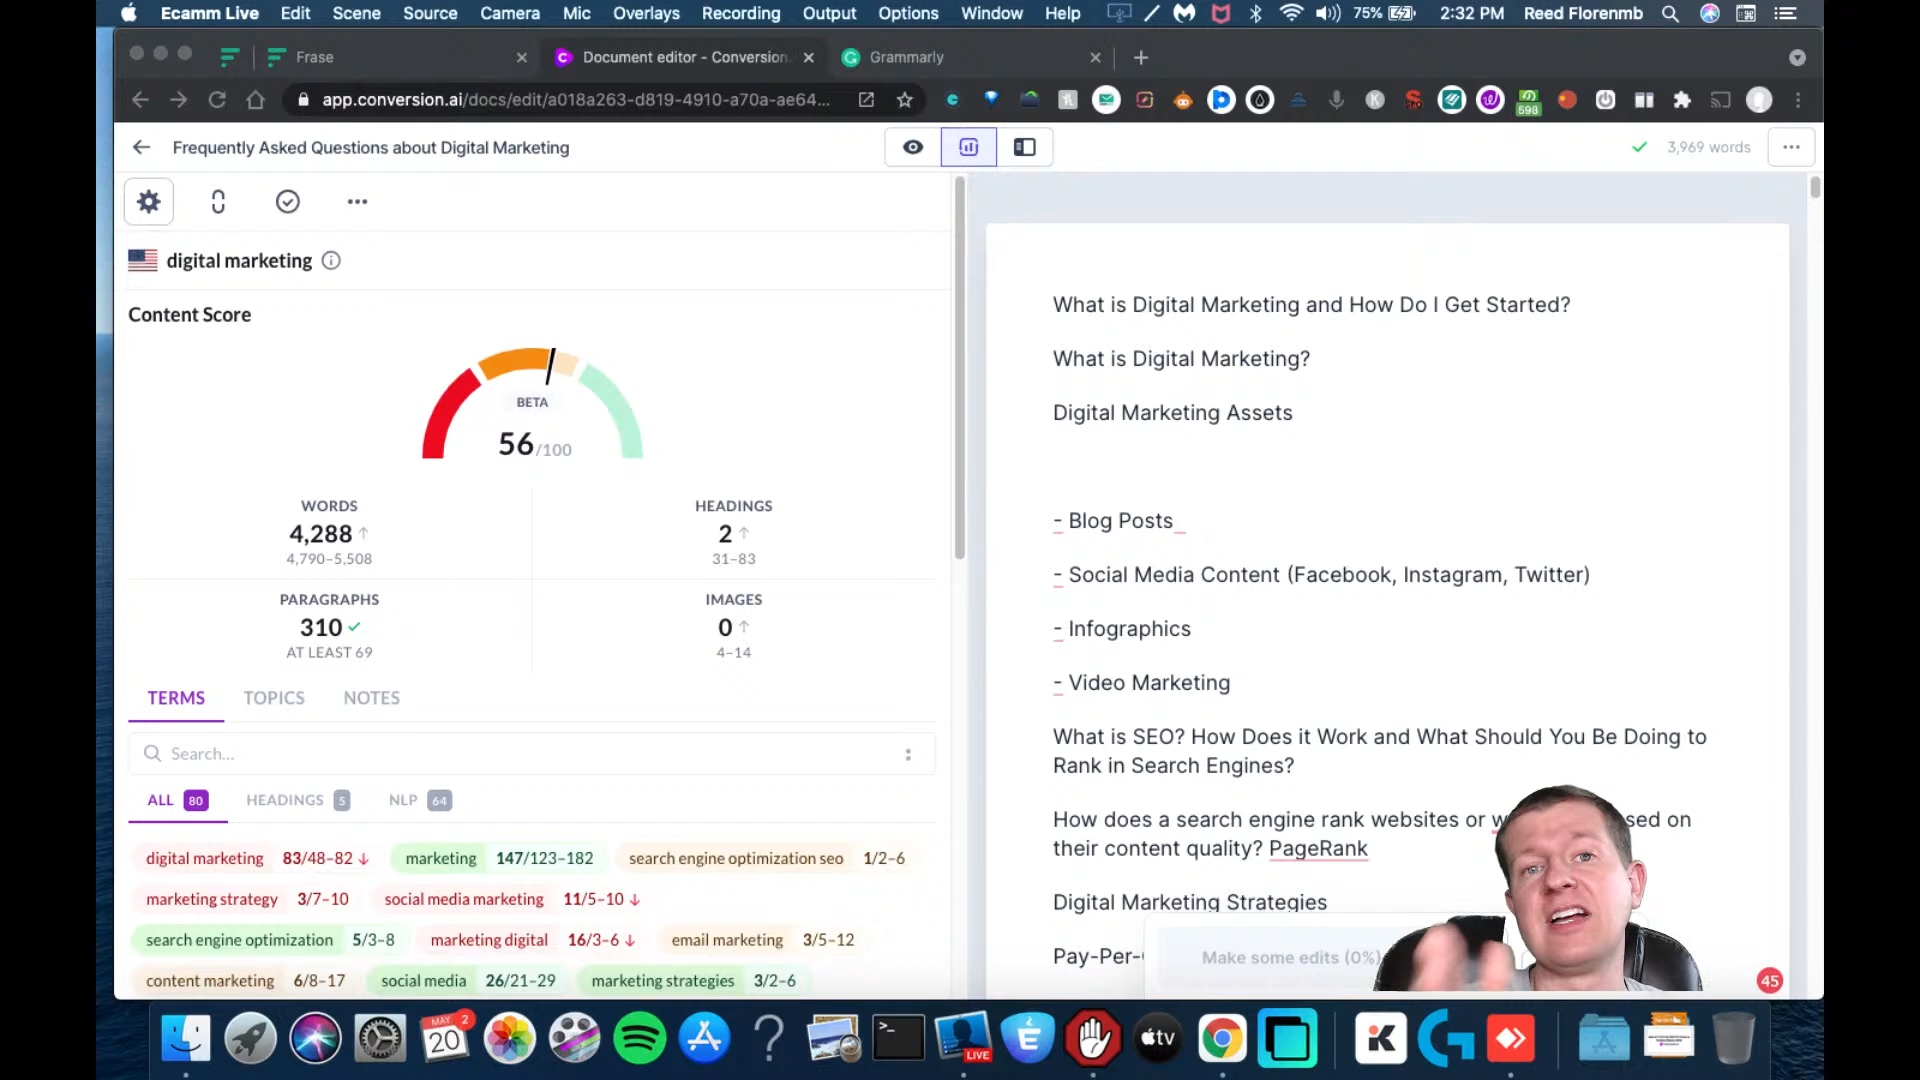 Ecamm Live Edit Scene Source Camera Mic Overlays Recording Output Options Window Help 75% 2:32 PM Reed Florenmb
Frase Document editor - Conversion. Grammarly
app.conversion.ai/docs/edit/a018a263-d819-4910-a70a-ae64... 598
Frequently Asked Questions about Digital Marketing 3,969 words
digital marketing
Content Score
BETA
56/100
WORDS HEADINGS
4,288 2
4,790–5,508 31–83
PARAGRAPHS IMAGES
310 0
AT LEAST 69 4–14
TERMS TOPICS NOTES
Search...
ALL 80 HEADINGS 5 NLP 64
digital marketing 83/48–82 marketing 147/123–182 search engine optimization seo 1/2–6
marketing strategy 3/7–10 social media marketing 11/5–10
search engine optimization 5/3–8 marketing digital 16/3–6 email marketing 3/5–12
content marketing 6/8–17 social media 26/21–29 marketing strategies 3/2–6
What is Digital Marketing and How Do I Get Started?
What is Digital Marketing?
Digital Marketing Assets
- Blog Posts
- Social Media Content (Facebook, Instagram, Twitter)
- Infographics
- Video Marketing
What is SEO? How Does it Work and What Should You Be Doing to
Rank in Search Engines?
How does a search engine rank websites or on
their content quality? PageRank
Digital Marketing Strategies
Pay-Per-
Make some edits (0%)
45
MAY 2
20
LIVE
tv